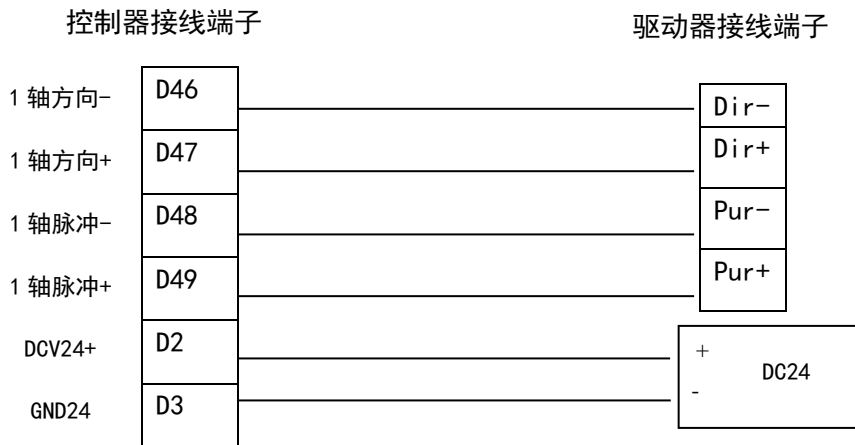 控制器接线端子
驱动器接线端子
1轴方向- D46 Dir-
1轴方向+ D47 Dir+
1轴脉冲- D48 Pur-
1轴脉冲+ D49 Pur+
DCV24+ D2 + DC24
GND24 D3 -